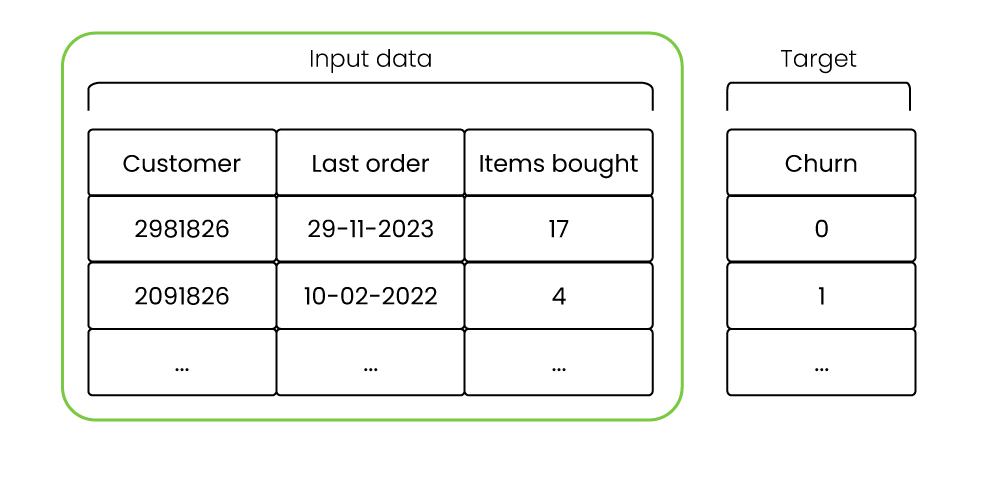 Input data Target
Customer Last order Items bought Churn
2981826 29-11-2023 17 0
2091826 10-02-2022 4 1
... ... ... ...